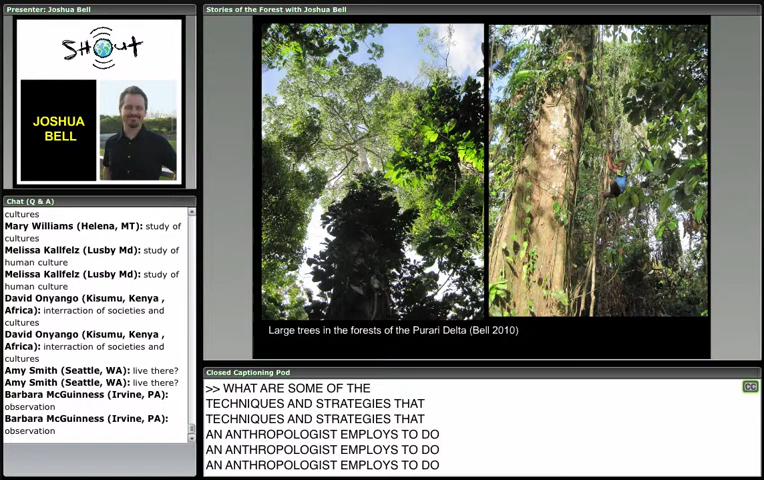 Presenter: Joshua Bell
SHOUT
JOSHUA
BELL
Chat (Q & A)
cultures
Mary Williams (Helena, MT): study of
cultures
Melissa Kallfelz (Lusby Md): study of
human culture
Melissa Kallfelz (Lusby Md): study of
human culture
David Onyango (Kisumu, Kenya ,
Africa): interraction of societies and
cultures
David Onyango (Kisumu, Kenya ,
Africa): interraction of societies and
cultures
Amy Smith (Seattle, WA): live there?
Amy Smith (Seattle, WA): live there?
Barbara McGuinness (Irvine, PA):
observation
Barbara McGuinness (Irvine, PA):
observation
Stories of the Forest with Joshua Bell
Large trees in the forests of the Purari Delta (Bell 2010)
Closed Captioning Pod
CC
>> WHAT ARE SOME OF THE
TECHNIQUES AND STRATEGIES THAT
TECHNIQUES AND STRATEGIES THAT
AN ANTHROPOLOGIST EMPLOYS TO DO
AN ANTHROPOLOGIST EMPLOYS TO DO
AN ANTHROPOLOGIST EMPLOYS TO DO